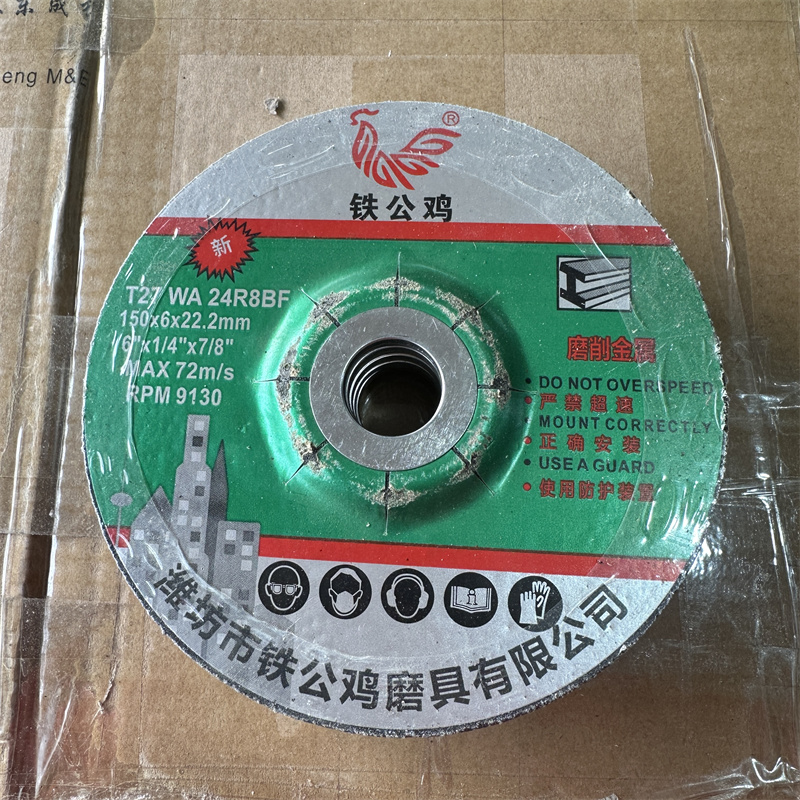 eng M&E
®
铁公鸡
新
T27 WA 24R8BF
150x6x22.2mm
6"x1/4"x7/8"
MAX 72m/s
RPM 9130
磨削金属
• DO NOT OVERSPEED
• 严禁超速
• MOUNT CORRECTLY
• 正确安装
• USE A GUARD
• 使用防护装置
潍坊市铁公鸡磨具有限公司